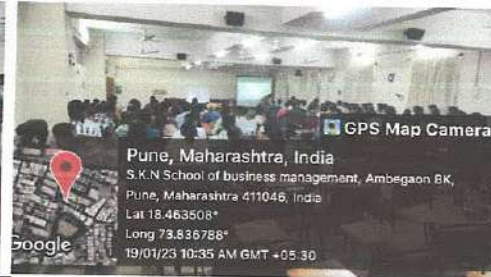 GPS Map Camera
Pune, Maharashtra, India
S.K.N School of business management, Ambegaon BK,
Pune, Maharashtra 411046, India
Lat 18.463508°
Long 73.836788°
19/01/23 10:35 AM GMT +05:30
Google